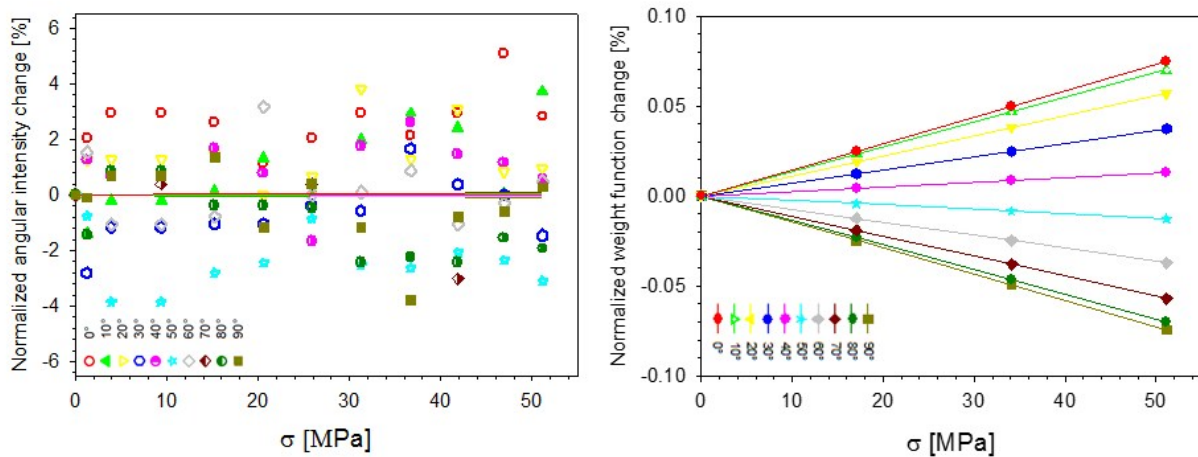 Normalized angular intensity change [%]
6
4
2
0
-2
-4
-6
0° 10° 20° 30° 40° 50° 60° 70° 80° 90°
0 10 20 30 40 50
σ [MPa]
Normalized weight function change [%]
0.10
0.05
0.00
-0.05
-0.10
0° 10° 20° 30° 40° 50° 60° 70° 80° 90°
0 10 20 30 40 50
σ [MPa]